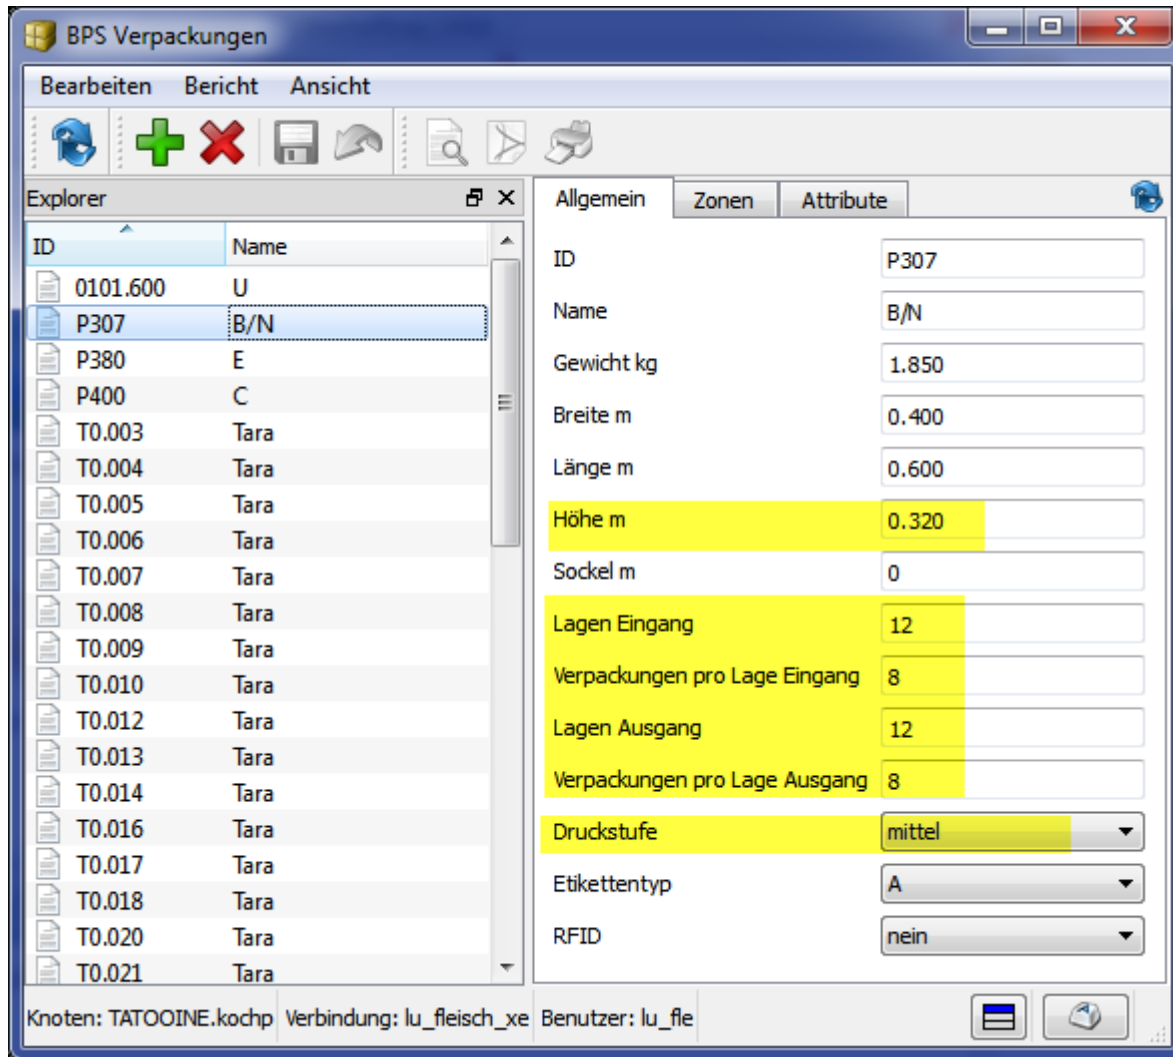 BPS Verpackungen
Bearbeiten Bericht Ansicht
Explorer
ID Name
0101.600 U
P307 B/N
P380 E
P400 C
T0.003 Tara
T0.004 Tara
T0.005 Tara
T0.006 Tara
T0.007 Tara
T0.008 Tara
T0.009 Tara
T0.010 Tara
T0.012 Tara
T0.013 Tara
T0.014 Tara
T0.016 Tara
T0.017 Tara
T0.018 Tara
T0.020 Tara
T0.021 Tara
Allgemein Zonen Attribute
ID P307
Name B/N
Gewicht kg 1.850
Breite m 0.400
Länge m 0.600
Höhe m 0.320
Sockel m 0
Lagen Eingang 12
Verpackungen pro Lage Eingang 8
Lagen Ausgang 12
Verpackungen pro Lage Ausgang 8
Druckstufe mittel
Etikettentyp A
RFID nein
Knoten: TATOOINE.kochp Verbindung: lu_fleisch_xe Benutzer: lu_fle